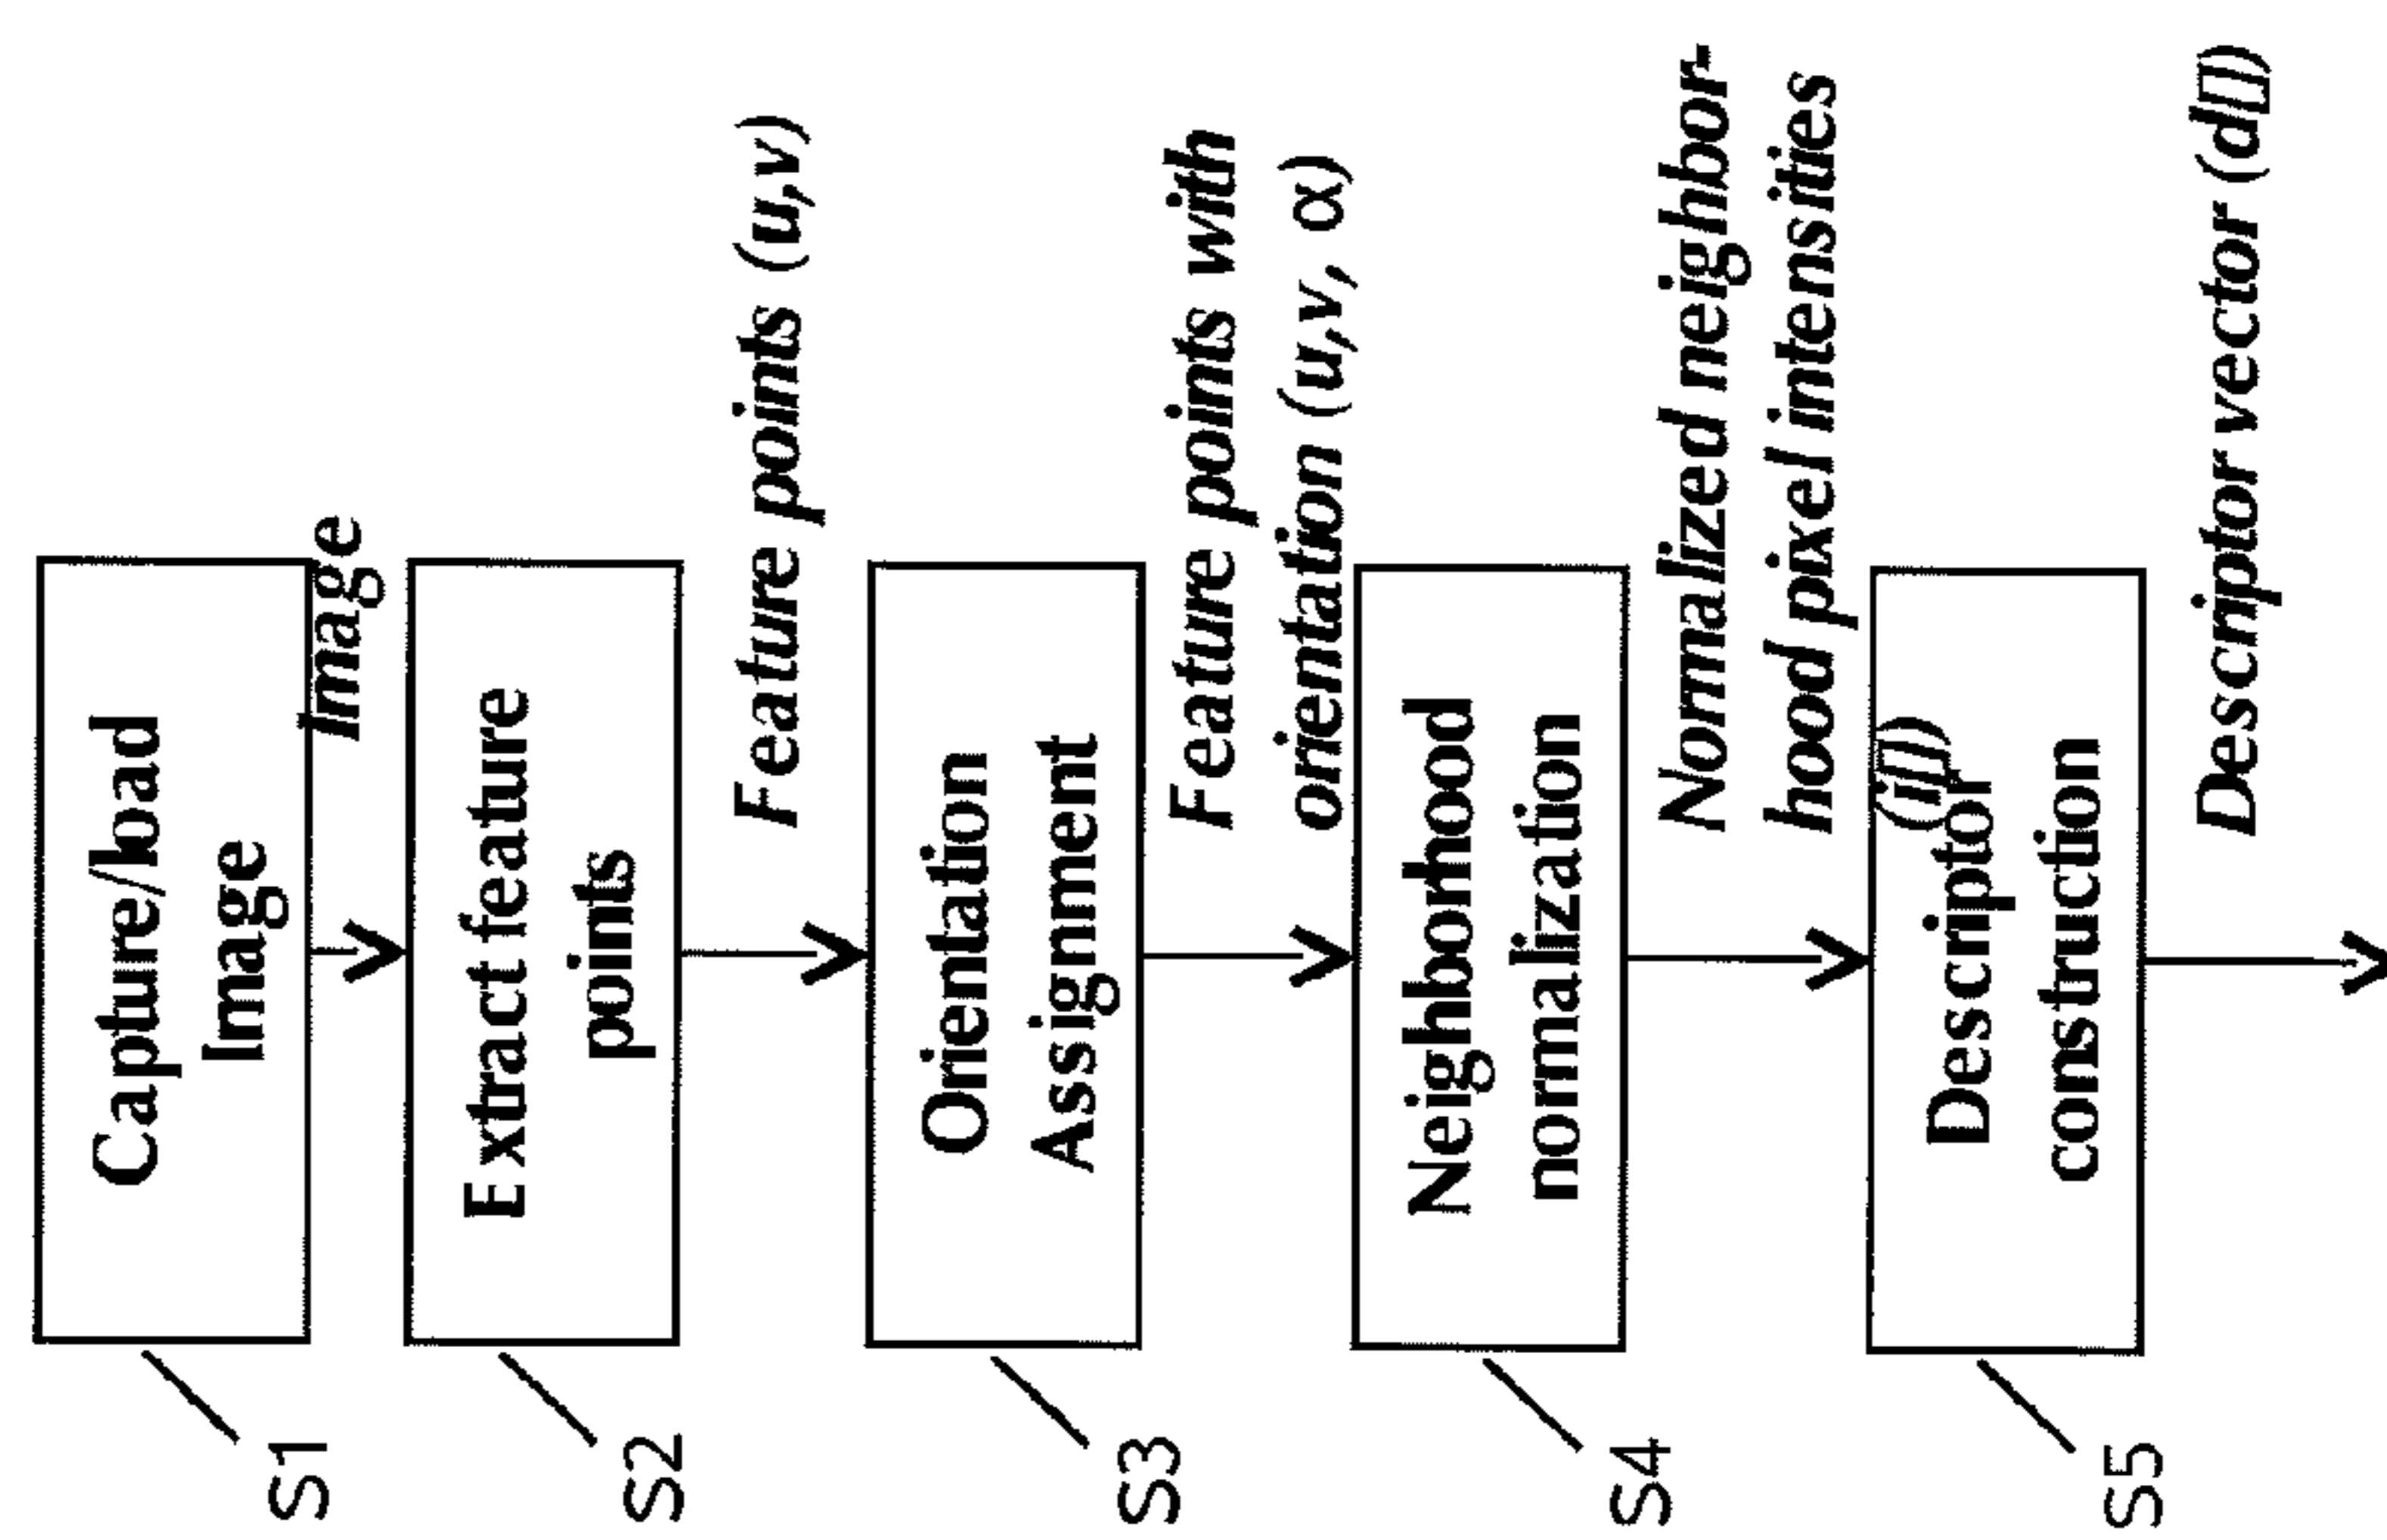 Capture/load
Image
S1
Image
Extract feature
points
S2
Feature points (u,v)
Orientation
Assignment
S3
Feature points with
orientation (u,v, α)
Neighborhood
normalization
S4
Normalized neighbor-
hood pixel intensities
(i[])
Descriptor
construction
S5
Descriptor vector (d[])